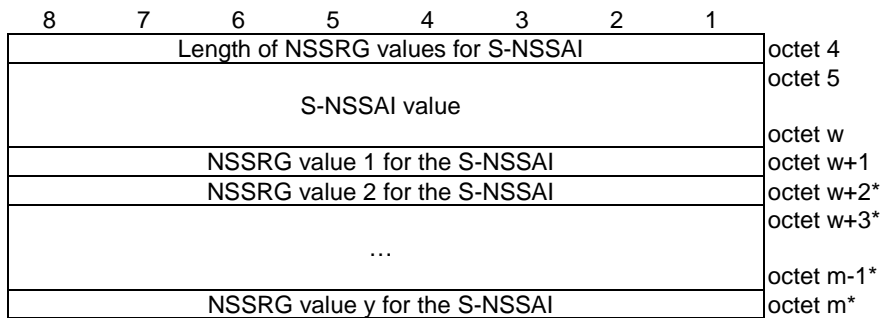 8 7 6 5 4 3 2 1
Length of NSSRG values for S-NSSAI octet 4
octet 5
S-NSSAI value
octet w
NSSRG value 1 for the S-NSSAI octet w+1
NSSRG value 2 for the S-NSSAI octet w+2*
octet w+3*
…
octet m-1*
NSSRG value y for the S-NSSAI octet m*